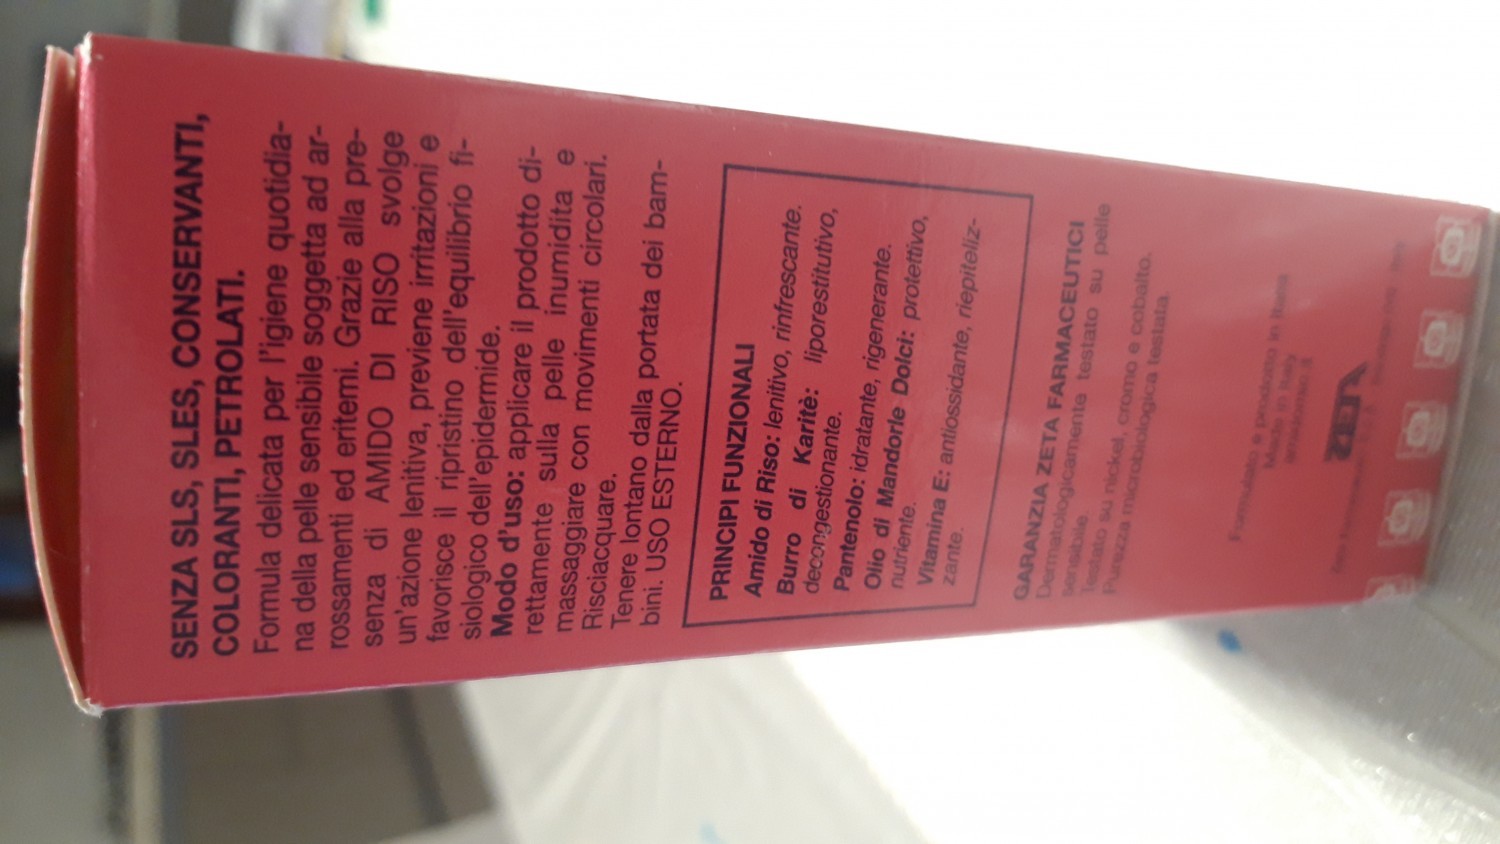 SENZA SLS, SLES, CONSERVANTI,
COLORANTI, PETROLATI.
Formula delicata per l'igiene quotidia-
na della pelle sensibile soggetta ad ar-
rossamenti ed eritemi. Grazie alla pre-
senza di AMIDO DI RISO svolge
un'azione lenitiva, previene irritazioni e
favorisce il ripristino dell'equilibrio fi-
siologico dell'epidermide.
Modo d'uso: applicare il prodotto di-
rettamente sulla pelle inumidita e
massaggiare con movimenti circolari.
Risciacquare.
Tenere lontano dalla portata dei bam-
bini. USO ESTERNO.
PRINCIPI FUNZIONALI
Amido di Riso: lenitivo, rinfrescante.
Burro di Karitè: liporestitutivo,
decongestionante.
Pantenolo: idratante, rigenerante.
Olio di Mandorle Dolci: protettivo,
nutriente.
Vitamina E: antiossidante, riepiteliz-
zante.
GARANZIA ZETA FARMACEUTICI
Dermatologicamente testato su pelle
sensibile.
Testato su nickel, cromo e cobalto.
Purezza microbiologica testata.
Formulato e prodotto in Italia
Made in Italy
ZETA